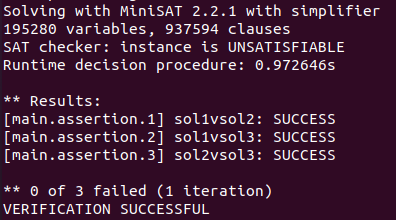 Solving with MiniSAT 2.2.1 with simplifier
195280 variables, 937594 clauses
SAT checker: instance is UNSATISFIABLE
Runtime decision procedure: 0.972646s

** Results:
[main.assertion.1] sol1vsol2: SUCCESS
[main.assertion.2] sol1vsol3: SUCCESS
[main.assertion.3] sol2vsol3: SUCCESS

** 0 of 3 failed (1 iteration)
VERIFICATION SUCCESSFUL